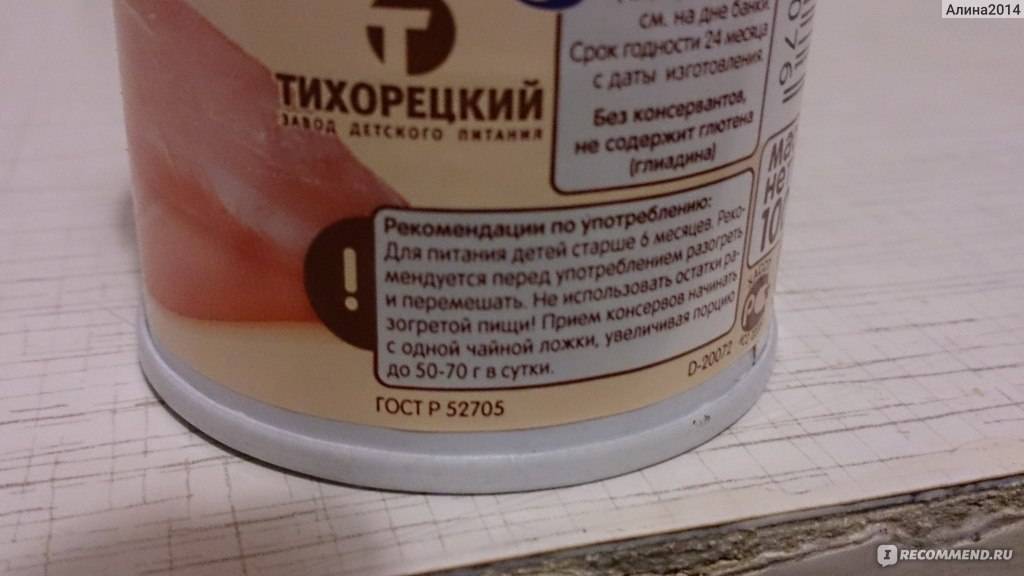 Алина2014
см. на дне банки.
Срок годности 24 месяца
с даты изготовления.
Без консервантов,
не содержит глютена
(глиадина)
Т
ТИХОРЕЦКИЙ
ЗАВОД ДЕТСКОГО ПИТАНИЯ
!
Рекомендации по употреблению:
Для питания детей старше 6 месяцев. Реко-
мендуется перед употреблением разогреть
и перемешать. Не использовать остатки ра-
зогретой пищи! Прием консервов начинать
с одной чайной ложки, увеличивая порцию
до 50-70 г в сутки.
D-20072
ГОСТ Р 52705
IRECOMMEND.RU